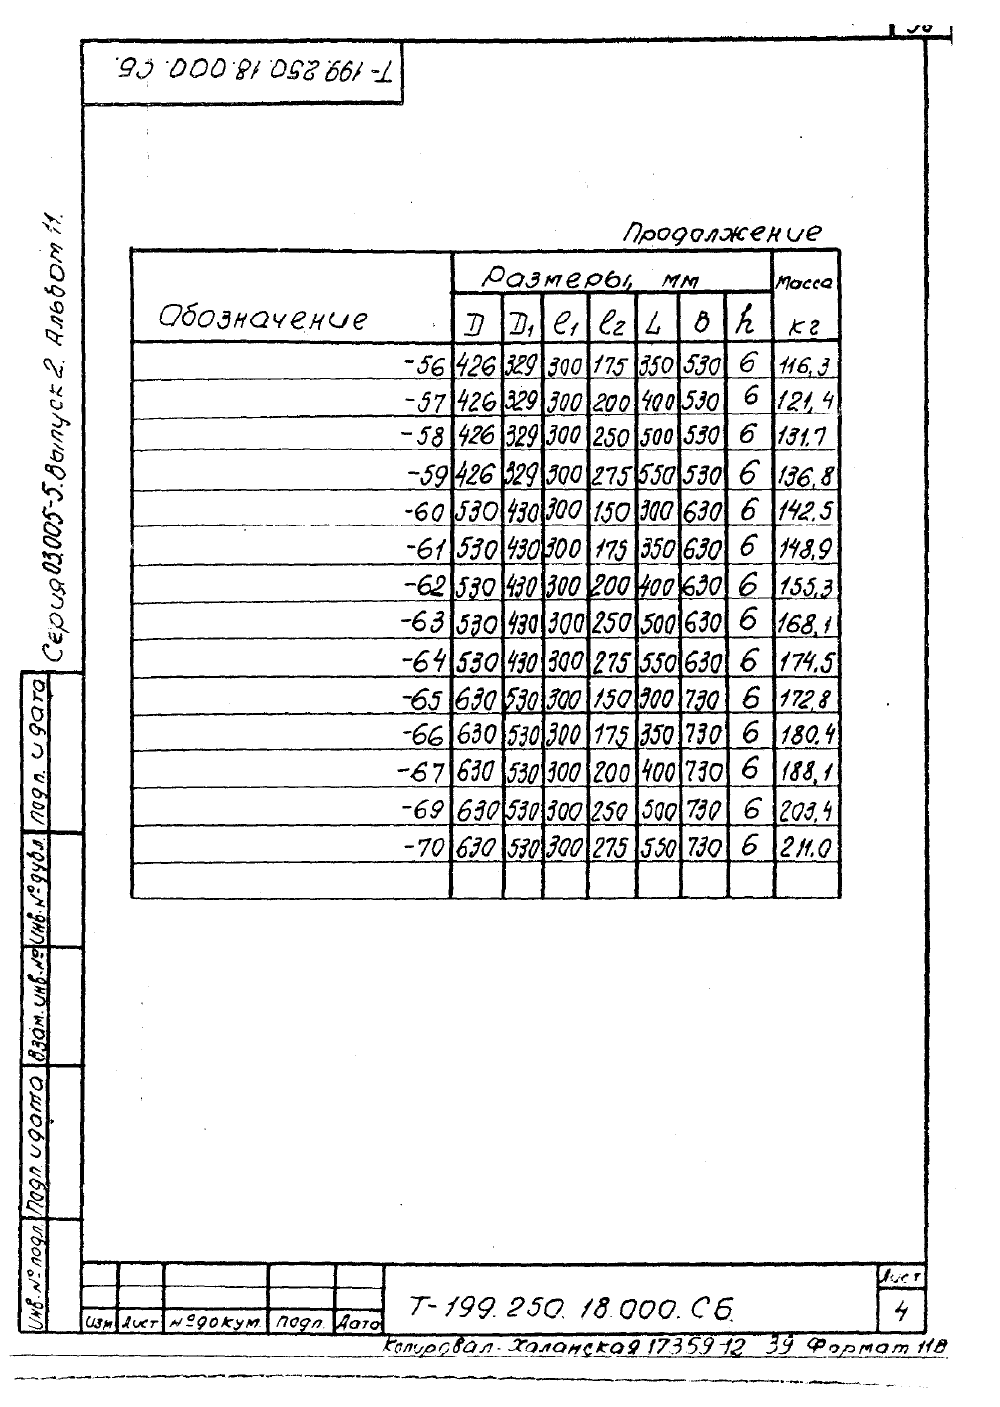 Т-199.250.18.000.СБ.
Серия 03.005-5. Выпуск 2. Альбом 11.
Продолжение
Обозначение Размеры, мм Масса кг
D D1 ℓ1 ℓ2 L В h
-56 426 329 300 175 350 530 6 116,3
-57 426 329 300 200 400 530 6 121,4
-58 426 329 300 250 500 530 6 131.7
-59 426 329 300 275 550 530 6 136,8
-60 530 430 300 150 300 630 6 142,5
-61 530 430 300 175 350 630 6 148,9
-62 530 430 300 200 400 630 6 155,3
-63 530 430 300 250 500 630 6 168,1
-64 530 430 300 275 550 630 6 174.5
-65 630 530 300 150 300 730 6 172,8
-66 630 530 300 175 350 730 6 180.4
-67 630 530 300 200 400 730 6 188,1
-69 630 530 300 250 500 730 6 203,4
-70 630 530 300 275 550 730 6 211.0
Подп. и дата
Инв. № дубл.
Взам. инв. №
Подп. и дата
Инв. № подл.
Изм Лист № докум. Подп. Дата
Т-199.250.18.000.СБ.
Лист
4
Копировал- Халанская 17359-12 39 Формат 11В